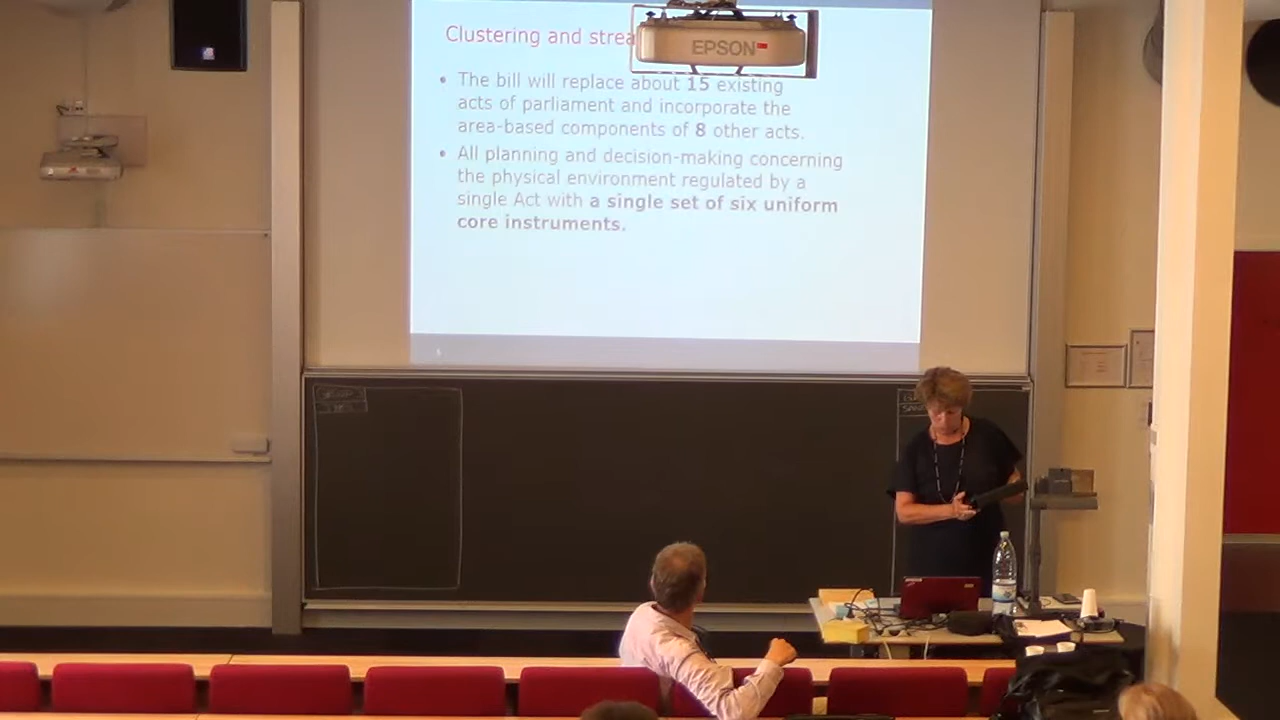 Clustering and
EPSON
• The bill will replace about 15 existing
acts of parliament and incorporate the
area-based components of 8 other acts.
• All planning and decision-making concerning
the physical environment regulated by a
single Act with a single set of six uniform
core instruments.